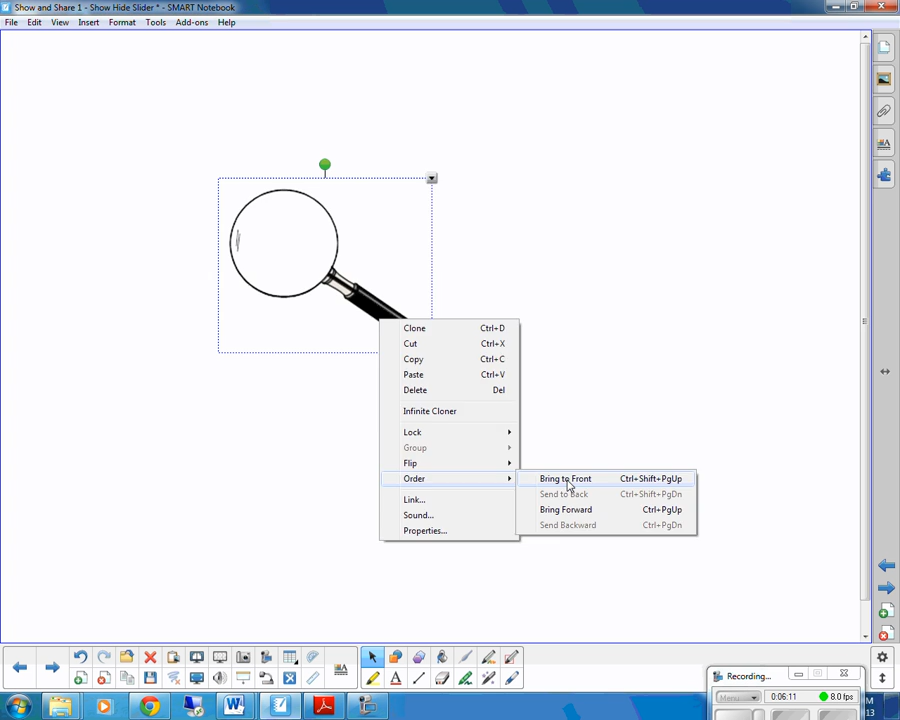 Show and Share 1 - Show Hide Slider * - SMART Notebook
File Edit View Insert Format Tools Add-ons Help
Clone Ctrl+D
Cut Ctrl+X
Copy Ctrl+C
Paste Ctrl+V
Delete Del
Infinite Cloner
Lock
Group
Flip
Order
Bring to Front Ctrl+Shift+PgUp
Send to Back Ctrl+Shift+PgDn
Bring Forward Ctrl+PgUp
Send Backward Ctrl+PgDn
Link...
Sound...
Properties...
Recording...
Menu
0:06:11
8.0 fps